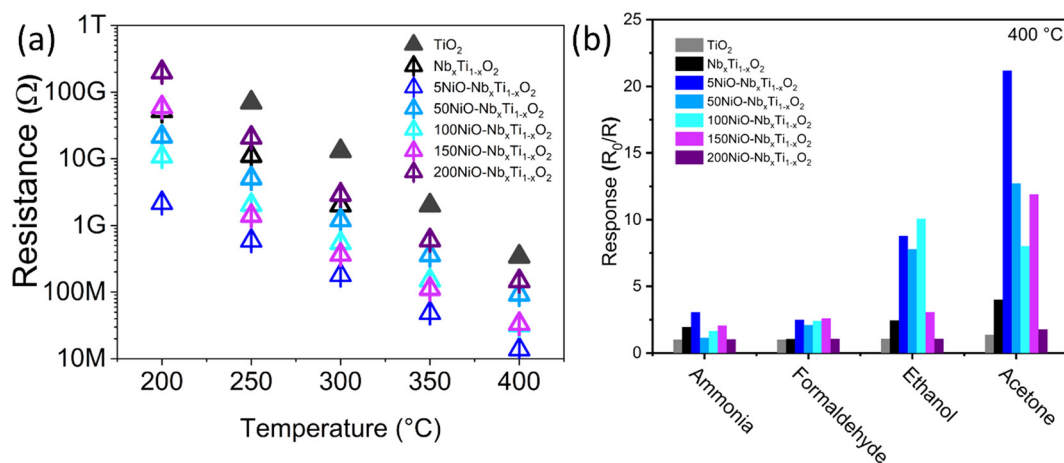 (a)
1T
100G
10G
1G
100M
10M
Resistance (Ω)
200 250 300 350 400
Temperature (°C)
TiO₂
NbₓTi₁₋ₓO₂
5NiO-NbₓTi₁₋ₓO₂
50NiO-NbₓTi₁₋ₓO₂
100NiO-NbₓTi₁₋ₓO₂
150NiO-NbₓTi₁₋ₓO₂
200NiO-NbₓTi₁₋ₓO₂
(b)
400 °C
25
20
15
10
5
0
Response (R₀/R)
TiO₂
NbₓTi₁₋ₓO₂
5NiO-NbₓTi₁₋ₓO₂
50NiO-NbₓTi₁₋ₓO₂
100NiO-NbₓTi₁₋ₓO₂
150NiO-NbₓTi₁₋ₓO₂
200NiO-NbₓTi₁₋ₓO₂
Ammonia
Formaldehyde
Ethanol
Acetone